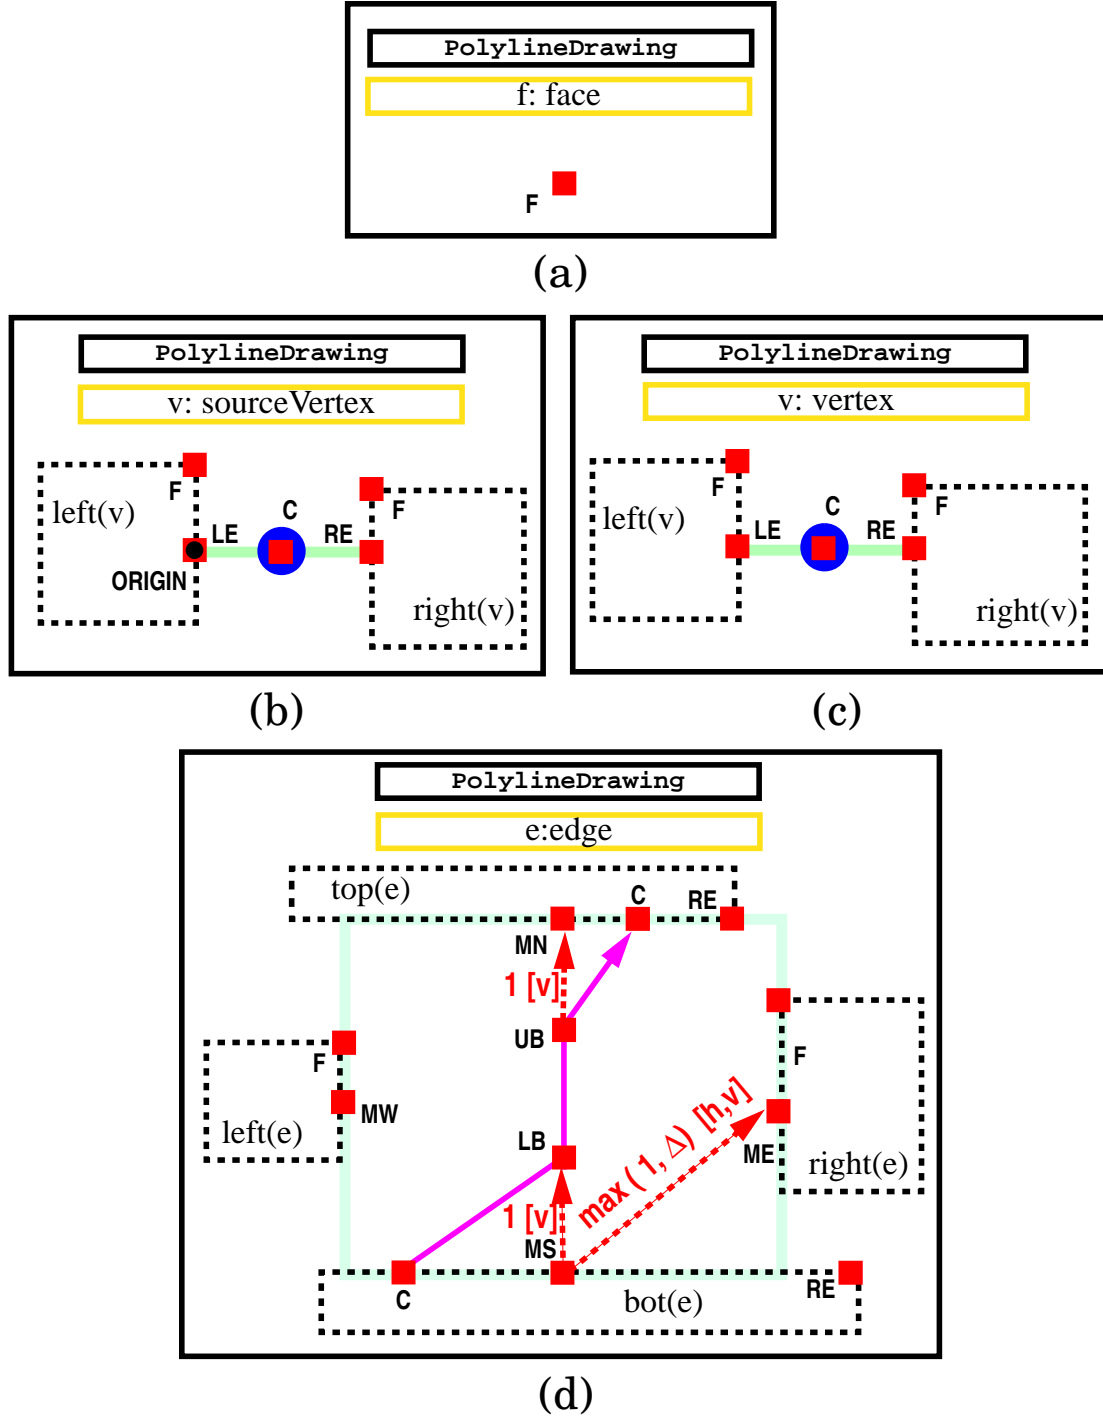 PolylineDrawing
f: face
F
(a)
PolylineDrawing
v: sourceVertex
F
left(v)
C
F
LE
RE
ORIGIN
right(v)
(b)
PolylineDrawing
v: vertex
F
left(v)
C
F
LE
RE
right(v)
(c)
PolylineDrawing
e:edge
top(e)
C
RE
MN
1 [v]
UB
F
F
MW
left(e)
LB
max ( 1, Δ) [h,v]
ME
right(e)
1 [v]
MS
C
bot(e)
RE
(d)